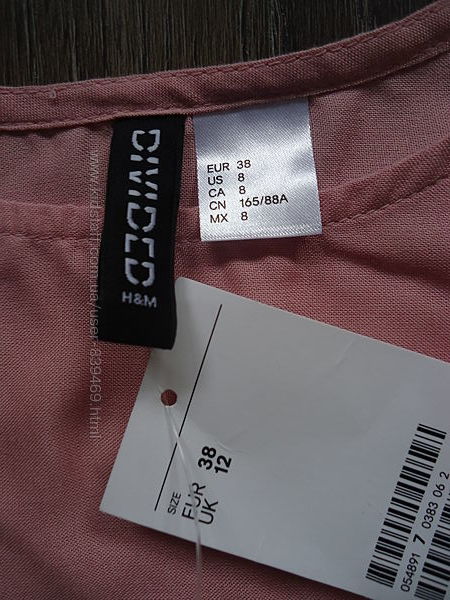 DIVIDED
H&M
EUR 38
US 8
CA 8
CN 165/88A
MX 8
SIZE
EUR 38
UK 12
054891 7 0383 06 2